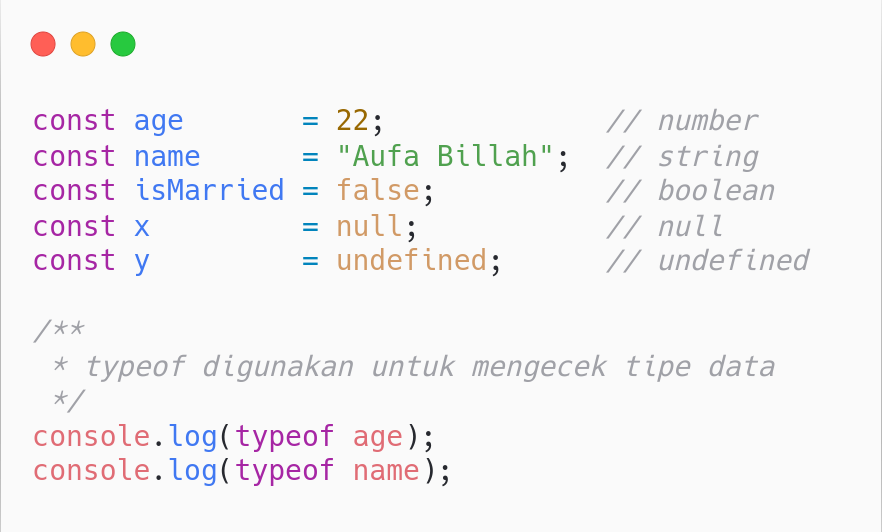 const age       = 22;             // number
const name      = "Aufa Billah";  // string
const isMarried = false;          // boolean
const x         = null;           // null
const y         = undefined;      // undefined
/**
 * typeof digunakan untuk mengecek tipe data
 */
console.log(typeof age);
console.log(typeof name);